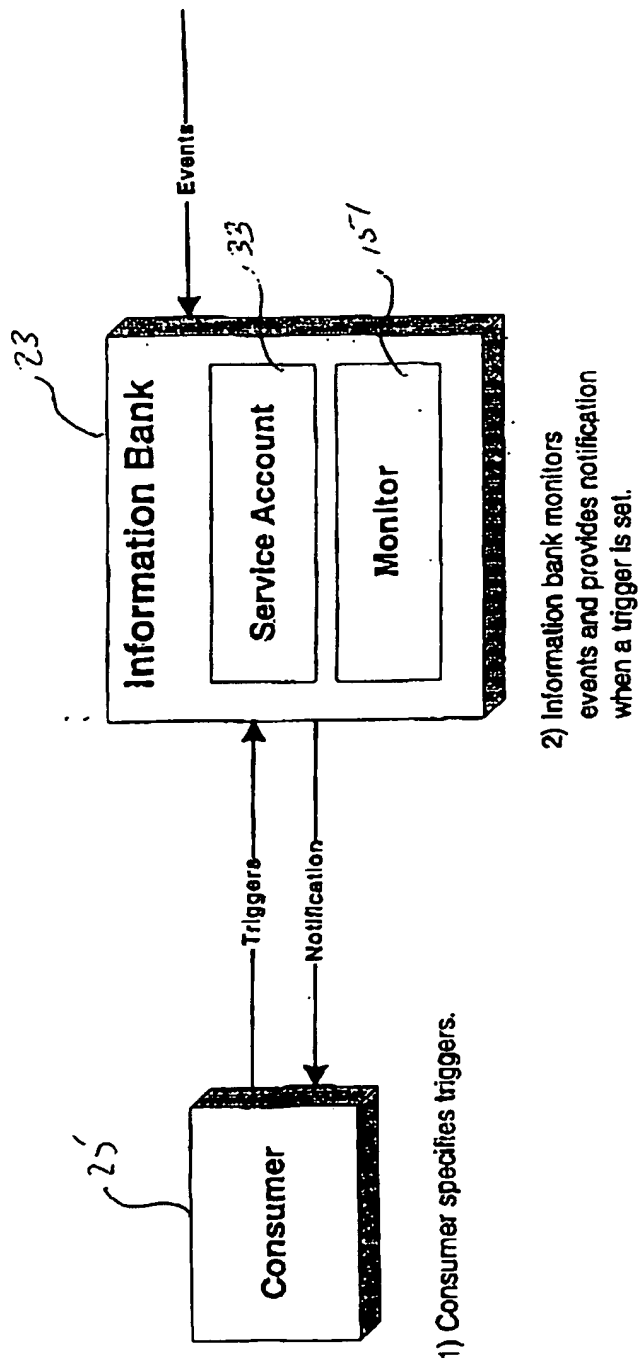 25
Consumer
1) Consumer specifies triggers.
Triggers
Notification
23
Information Bank
Service Account
33
Monitor
151
Events
2) Information bank monitors
events and provides notification
when a trigger is set.